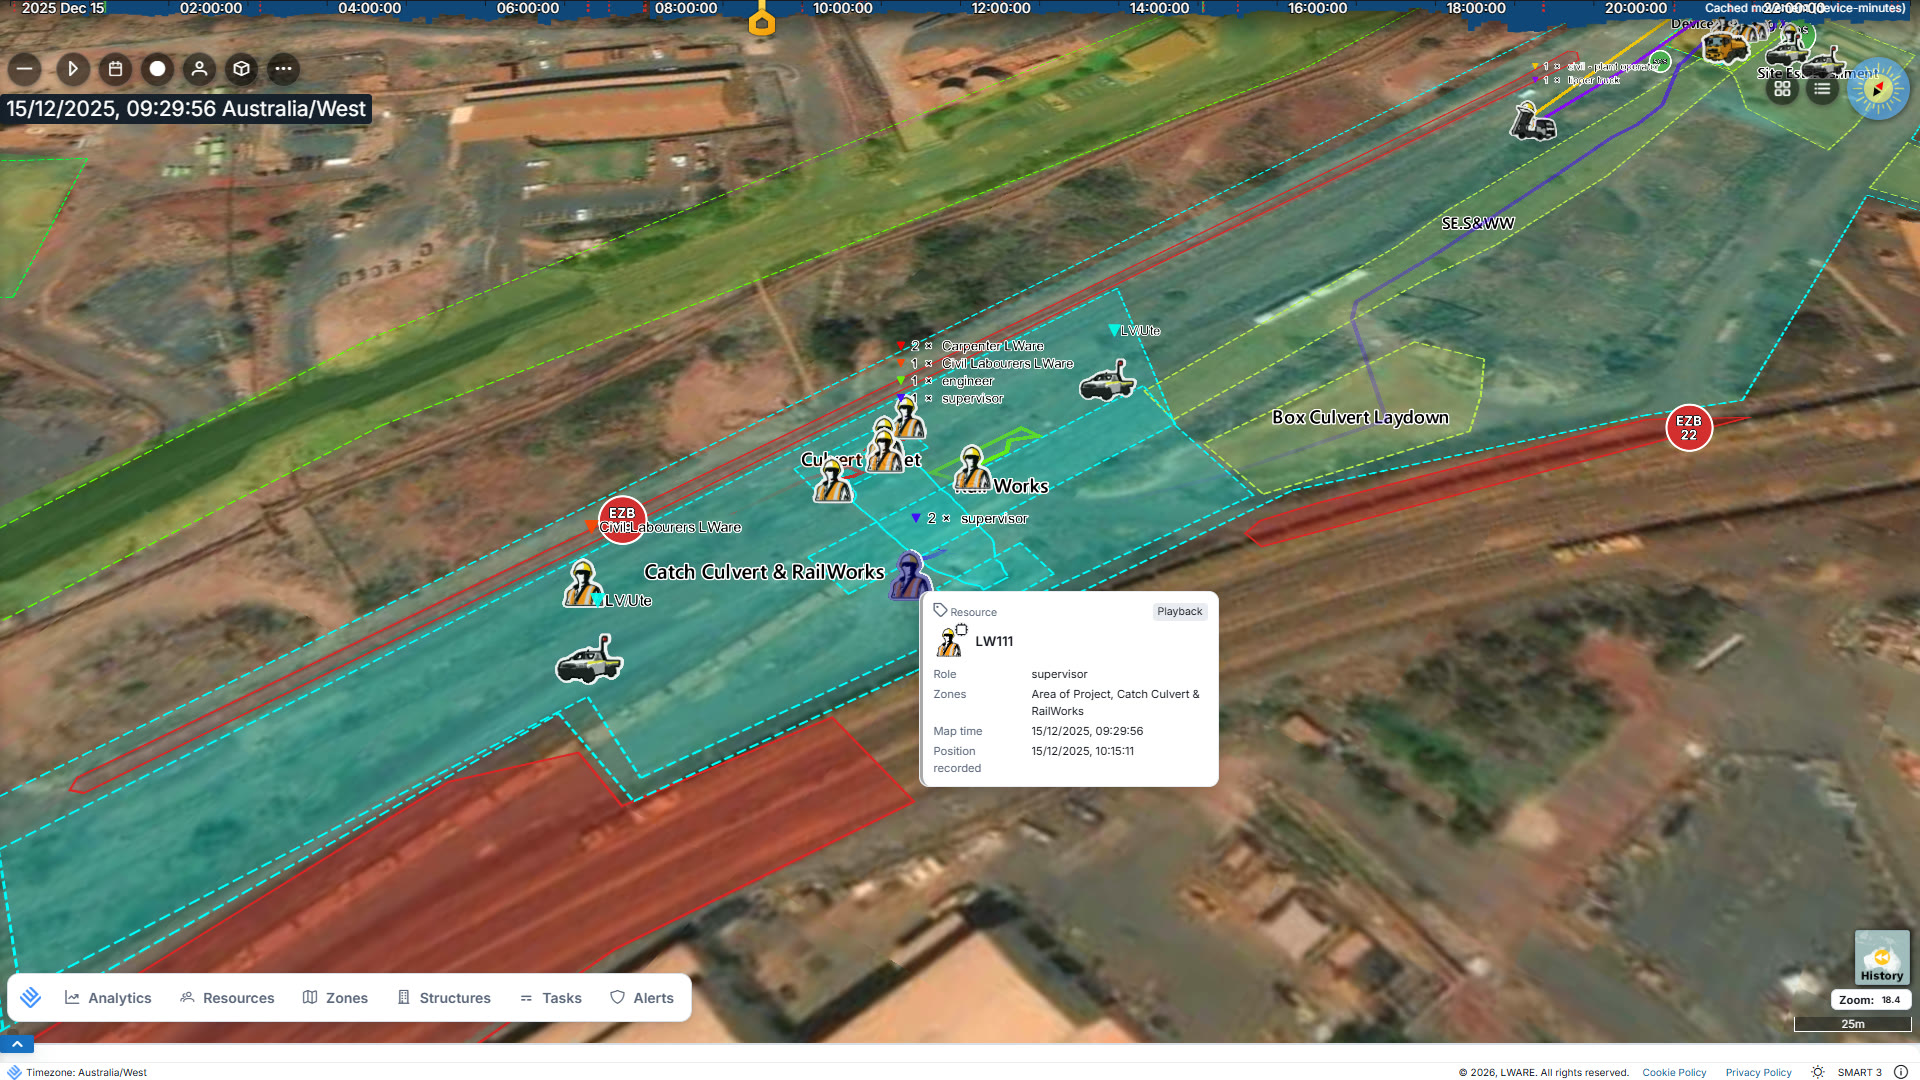 2025 Dec 15
02:00:00
04:00:00
06:00:00
08:00:00
10:00:00
12:00:00
14:00:00
16:00:00
18:00:00
20:00:00
Cached
(device-minutes)
Device
15/12/2025, 09:29:56 Australia/West
1 × civil - plant operator
1 × tipper truck
SE.S&WW
LV/Ute
2 × Carpenter LWare
1 × Civil Labourers LWare
1 × engineer
1 × supervisor
Box Culvert Laydown
EZB
22
Works
2 × supervisor
EZB
Civil Labourers LWare
Catch Culvert & RailWorks
LV/Ute
Resource
Playback
LW111
Role supervisor
Zones Area of Project, Catch Culvert &
RailWorks
Map time 15/12/2025, 09:29:56
Position 15/12/2025, 10:15:11
recorded
History
Zoom: 18.4
25m
Analytics
Resources
Zones
Structures
Tasks
Alerts
Timezone: Australia/West
© 2026, LWARE. All rights reserved.
Cookie Policy
Privacy Policy
SMART 3